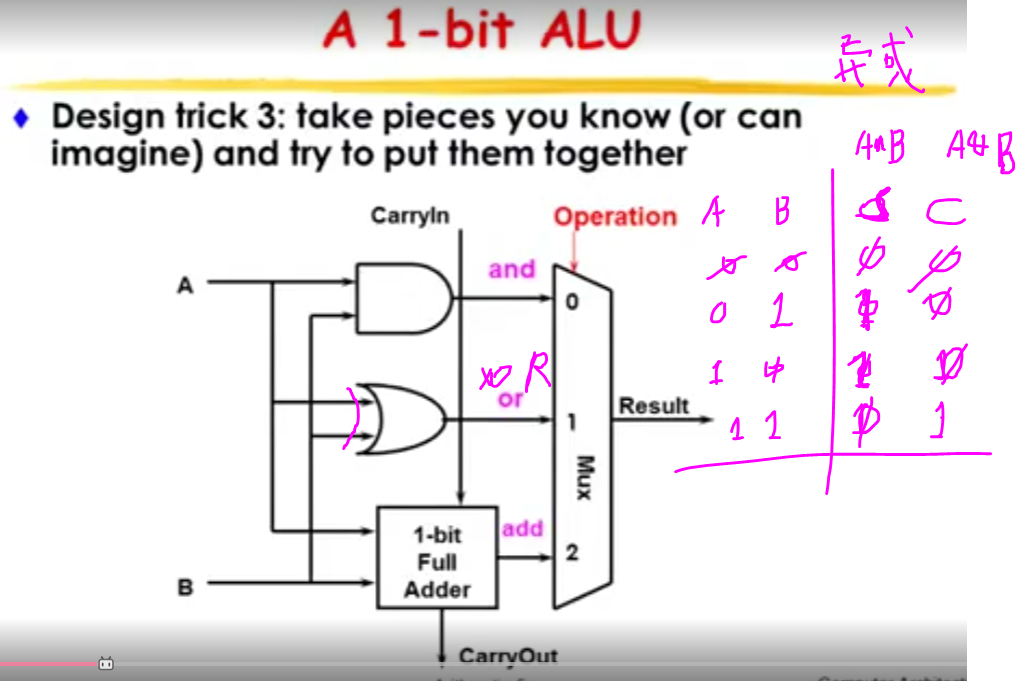 A 1-bit ALU
异或
Design trick 3: take pieces you know (or can
imagine) and try to put them together
A^B A&B
CarryIn Operation A B S C
A and 0
0 0 0 0
0 1 1 0
xoR
or 1 Result
1 0 1 0
1 1 0 1
Mux
1-bit
Full
Adder
add 2
B
CarryOut